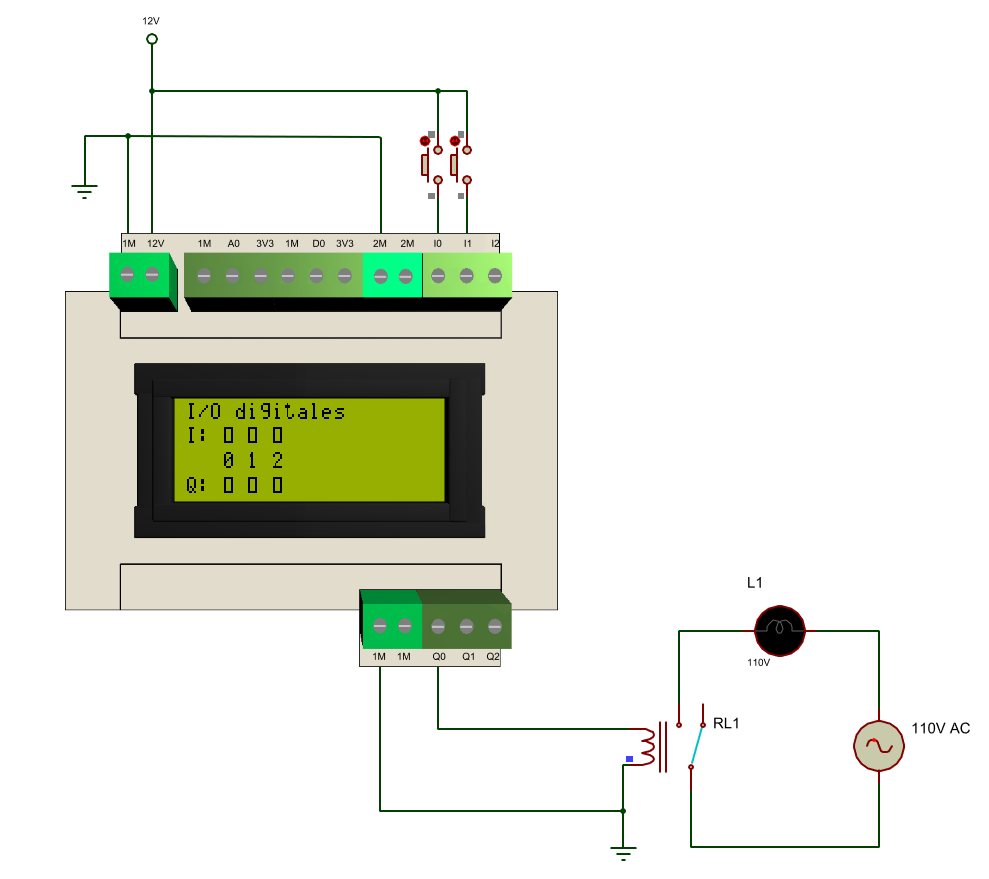 12V
1M 12V 1M A0 3V3 1M D0 3V3 2M 2M I0 I1 I2
I/O digitales
I: 0 0 0
0 1 2
Q: 0 0 0
1M 1M Q0 Q1 Q2
L1
110V
RL1
110V AC